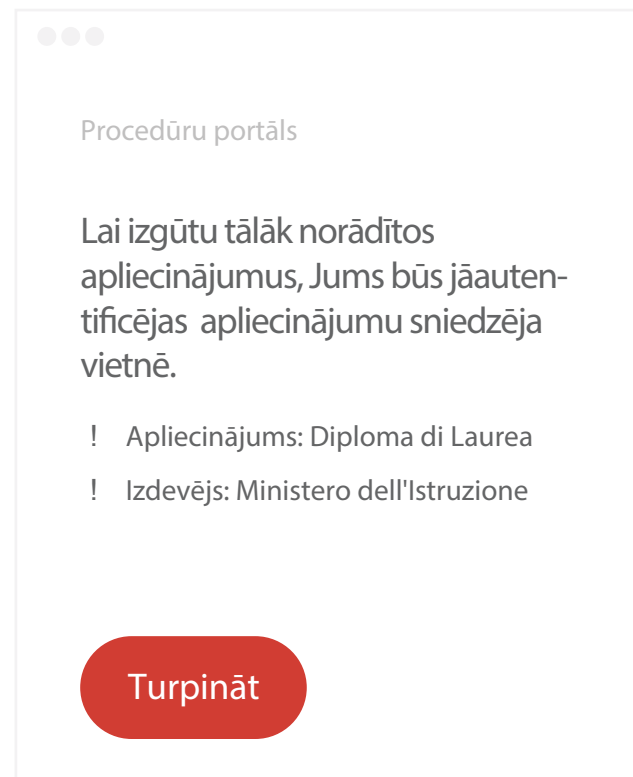 Procedūru portāls
Lai izgūtu tālāk norādītos
apliecinājumus, Jums būs jāauten-
tificējas apliecinājumu sniedzēja
vietnē.
! Apliecinājums: Diploma di Laurea
! Izdevējs: Ministero dell'Istruzione
Turpināt